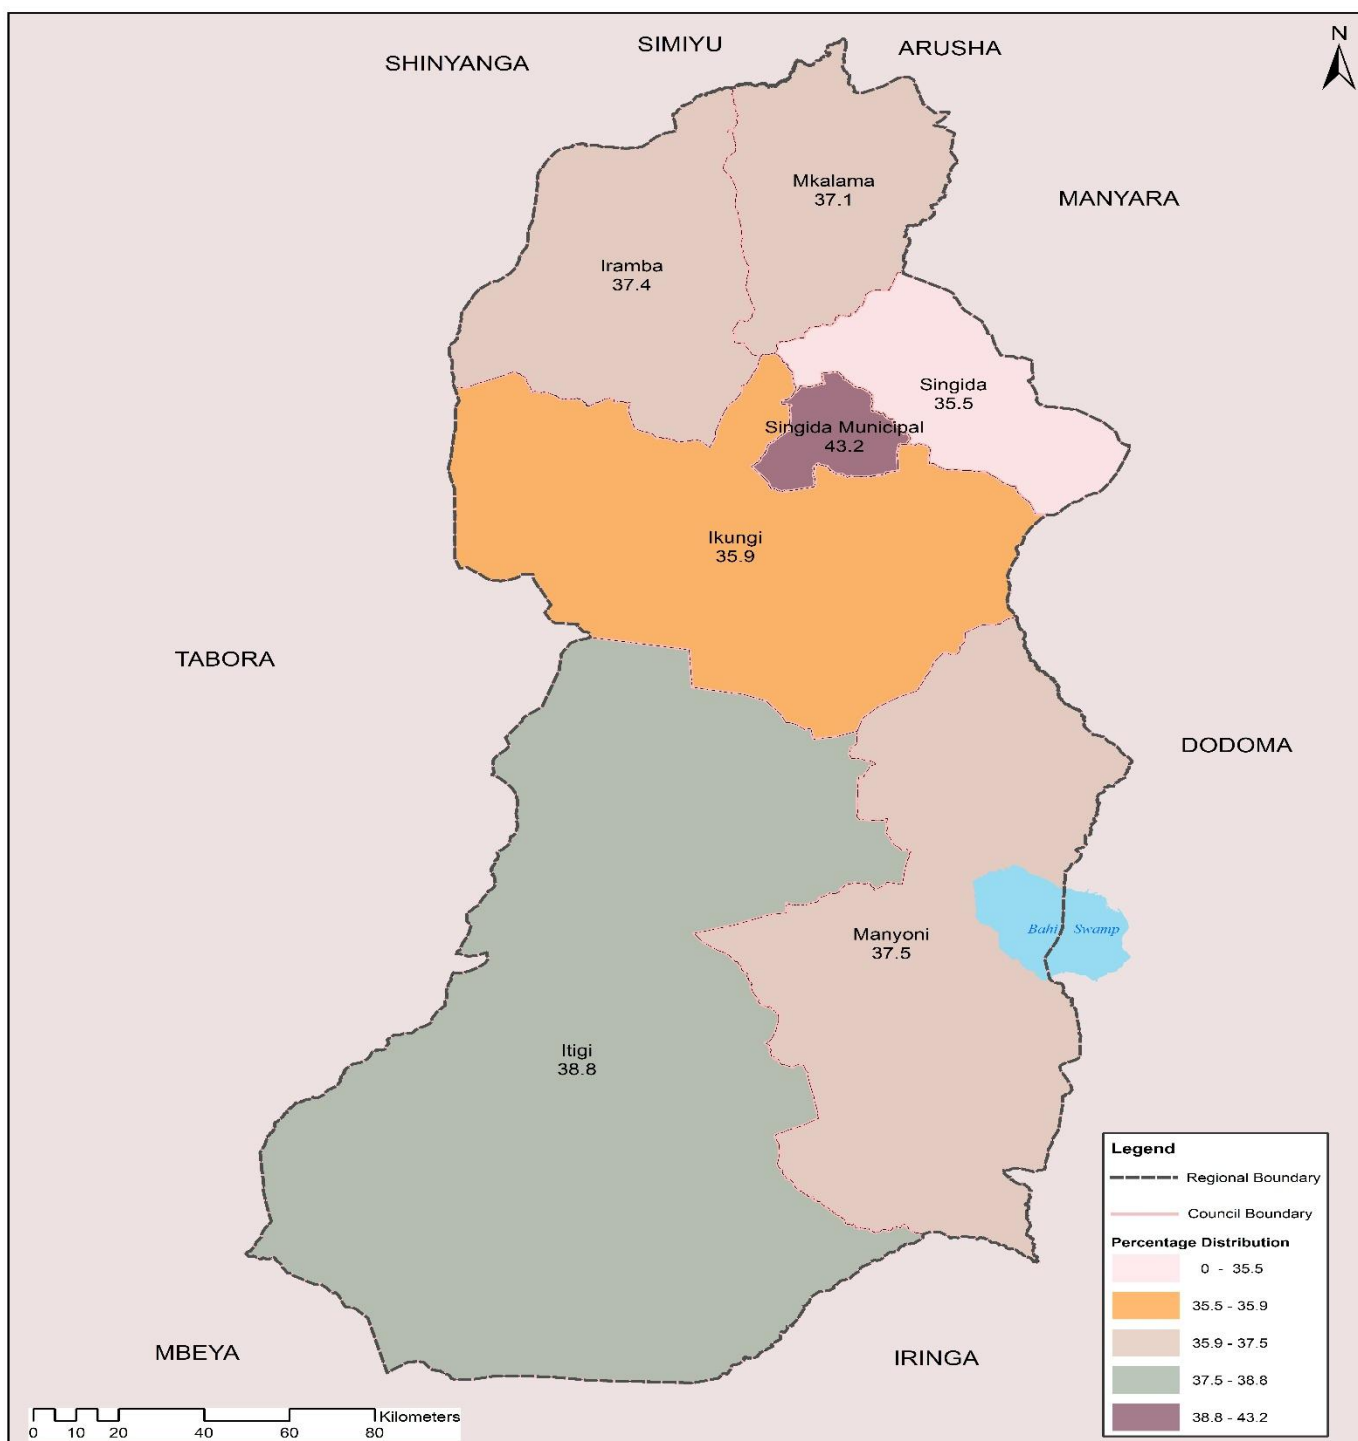 SIMIYU
ARUSHA
SHINYANGA
N
Mkalama
37.1
MANYARA
Iramba
37.4
Singida
35.5
Singida Municipal
43.2
Ikungi
35.9
TABORA
DODOMA
Bahi Swamp
Manyoni
37.5
Itigi
38.8
MBEYA
IRINGA
Legend
Regional Boundary
Council Boundary
Percentage Distribution
0 - 35.5
35.5 - 35.9
35.9 - 37.5
37.5 - 38.8
38.8 - 43.2
Kilometers
0 10 20 40 60 80